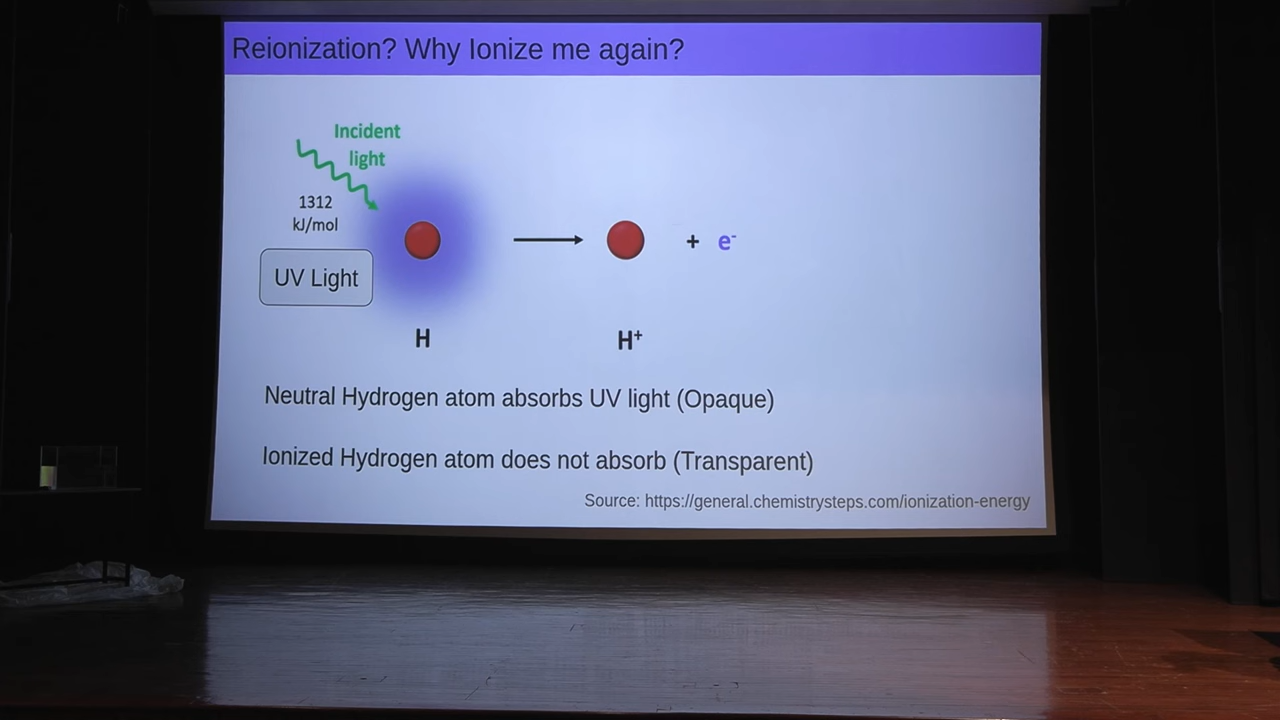 Reionization? Why Ionize me again?
Incident
light
1312
kJ/mol
UV Light
+ e⁻
H
H⁺
Neutral Hydrogen atom absorbs UV light (Opaque)
Ionized Hydrogen atom does not absorb (Transparent)
Source: https://general.chemistrysteps.com/ionization-energy